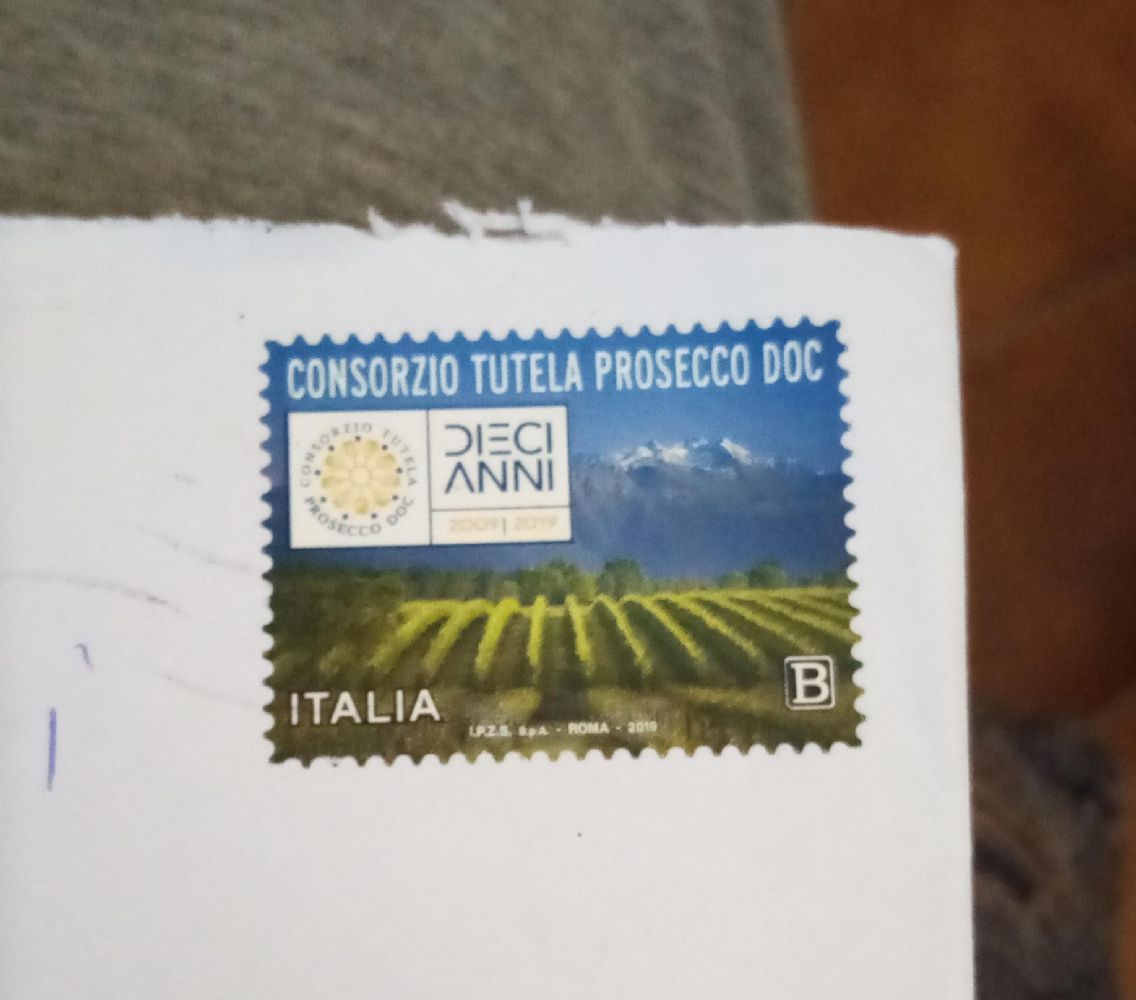 CONSORZIO TUTELA PROSECCO DOC
CONSORZIO TUTELA
PROSECCO DOC
DIECI
ANNI
2009 | 2019
ITALIA
B
I.P.Z.S. S.p.A. - ROMA - 2019